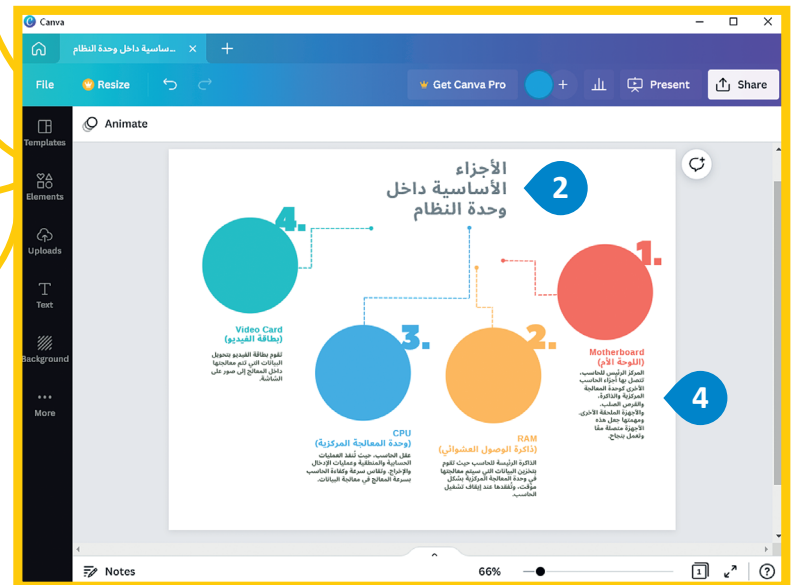 Canva
ساسية داخل وحدة النظام...
File
Resize
Get Canva Pro
Present
Share
Templates
Elements
Uploads
Text
Background
More
Animate
الأجزاء
الأساسية داخل
وحدة النظام
2
1.
Motherboard
(اللوحة الأم)
المركز الرئيس للحاسب،
تتصل بها أجزاء الحاسب
الأخرى كوحدة المعالجة
المركزية والذاكرة،
والقرص الصلب،
والأجهزة الملحقة الأخرى.
ومهمتها جعل هذه
الأجهزة متصلة معًا
وتعمل بنجاح.
4
2.
RAM
(ذاكرة الوصول العشوائي)
الذاكرة الرئيسة للحاسب حيث تقوم
بتخزين البيانات التي سيتم معالجتها
في وحدة المعالجة المركزية بشكل
مؤقت، وتُفقدها عند إيقاف تشغيل
الحاسب.
3.
CPU
(وحدة المعالجة المركزية)
عقل الحاسب، حيث تُنفذ العمليات
الحسابية والمنطقية وعمليات الإدخال
والإخراج. وتقاس سرعة وكفاءة الحاسب
بسرعة المعالج في معالجة البيانات.
4.
Video Card
(بطاقة الفيديو)
تقوم بطاقة الفيديو بتحويل
البيانات التي تتم معالجتها
داخل المعالج إلى صور على
الشاشة.
Notes
66%
1